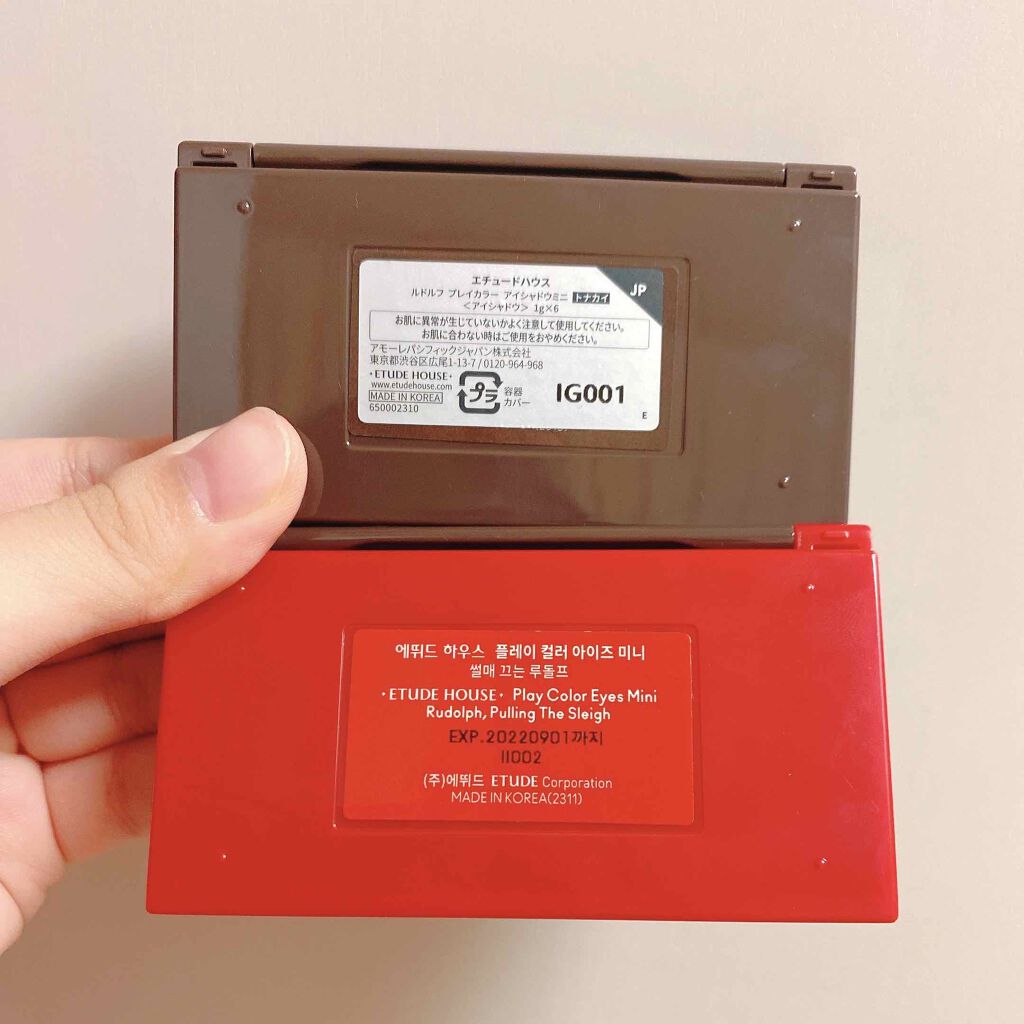 エチュードハウス
JP
ルドルフ プレイカラー アイシャドウミニ トナカイ
<アイシャドウ> 1g×6
お肌に異常が生じていないかよく注意して使用してください。
お肌に合わない時はご使用をおやめください。
アモーレパシフィックジャパン株式会社
東京都渋谷区広尾1-13-7 / 0120-964-968
・ETUDE HOUSE・
www.etudehouse.com
MADE IN KOREA
650002310
プラ
容器
カバー
IG001
E
에뛰드 하우스 플레이 컬러 아이즈 미니
썰매 끄는 루돌프
・ETUDE HOUSE・ Play Color Eyes Mini
Rudolph, Pulling The Sleigh
EXP.20220901까지
II002
(주)에뛰드 ETUDE Corporation
MADE IN KOREA(2311)